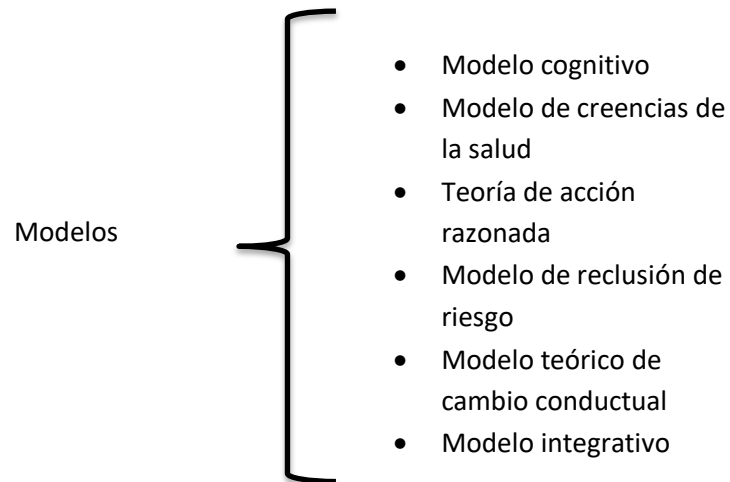 Modelos
• Modelo cognitivo
• Modelo de creencias de
la salud
• Teoría de acción
razonada
• Modelo de reclusión de
riesgo
• Modelo teórico de
cambio conductual
• Modelo integrativo